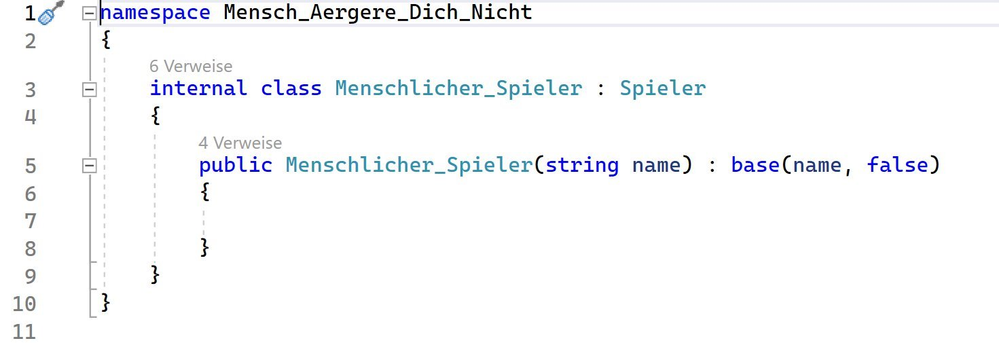 1 namespace Mensch_Aergere_Dich_Nicht
2 {
6 Verweise
3 internal class Menschlicher_Spieler : Spieler
4 {
4 Verweise
5 public Menschlicher_Spieler(string name) : base(name, false)
6 {
7
8 }
9 }
10 }
11